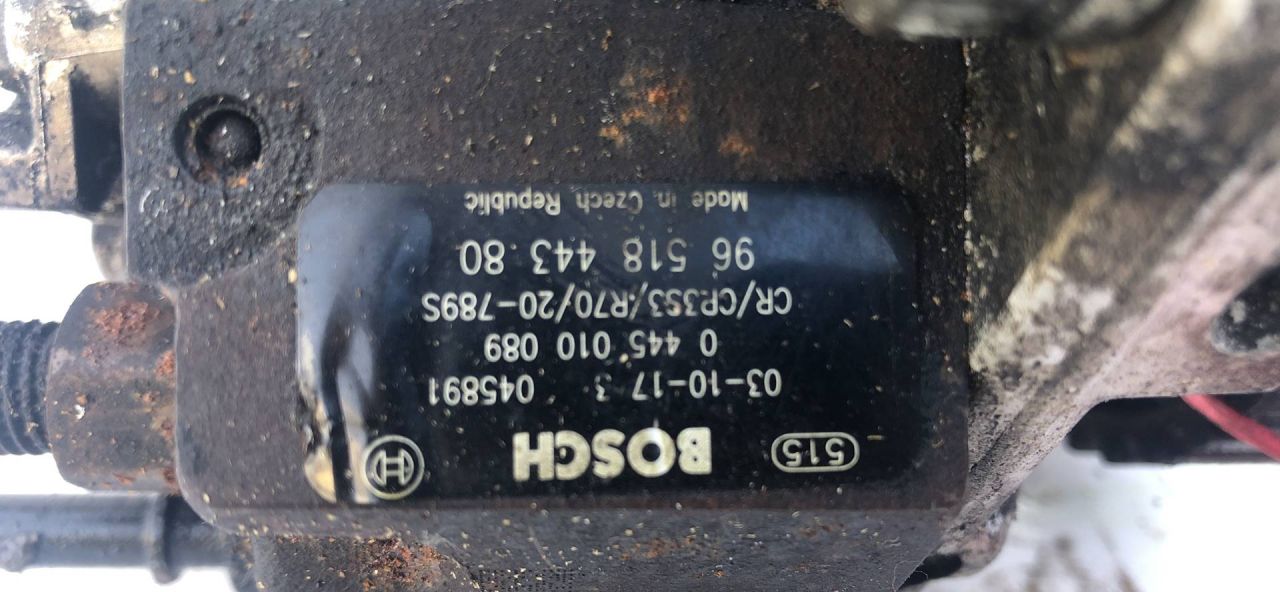 515 BOSCH
03-10-17 3 045891
0 445 010 089
CR/CP3S3/R70/20-789S
96 518 443 80
Made in Czech Republic